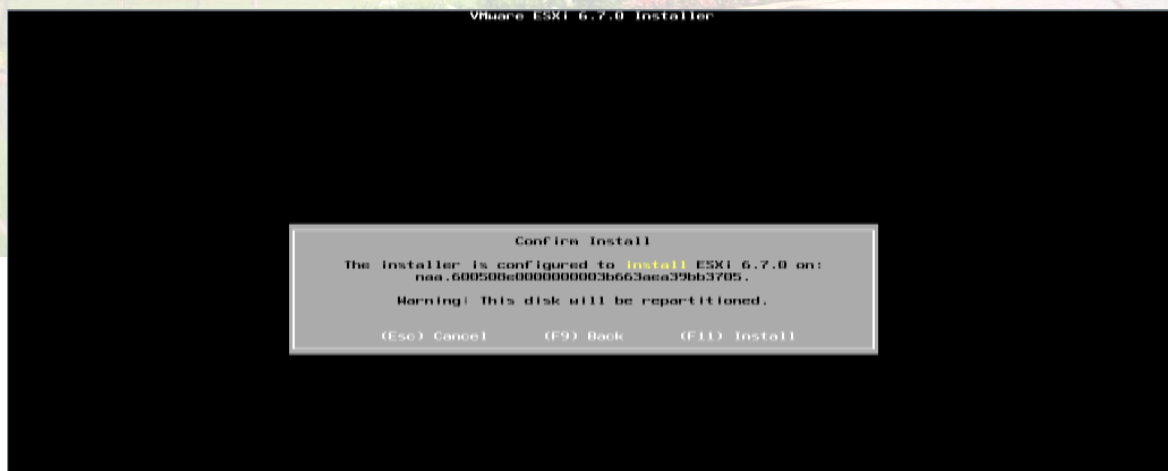 VMware ESXi 6.7.0 Installer
Confirm Install
The installer is configured to install ESXi 6.7.0 on:
naa.600508e0000000003b663aea39bb3705.
Warning! This disk will be repartitioned.
(Esc) Cancel (F9) Back (F11) Install